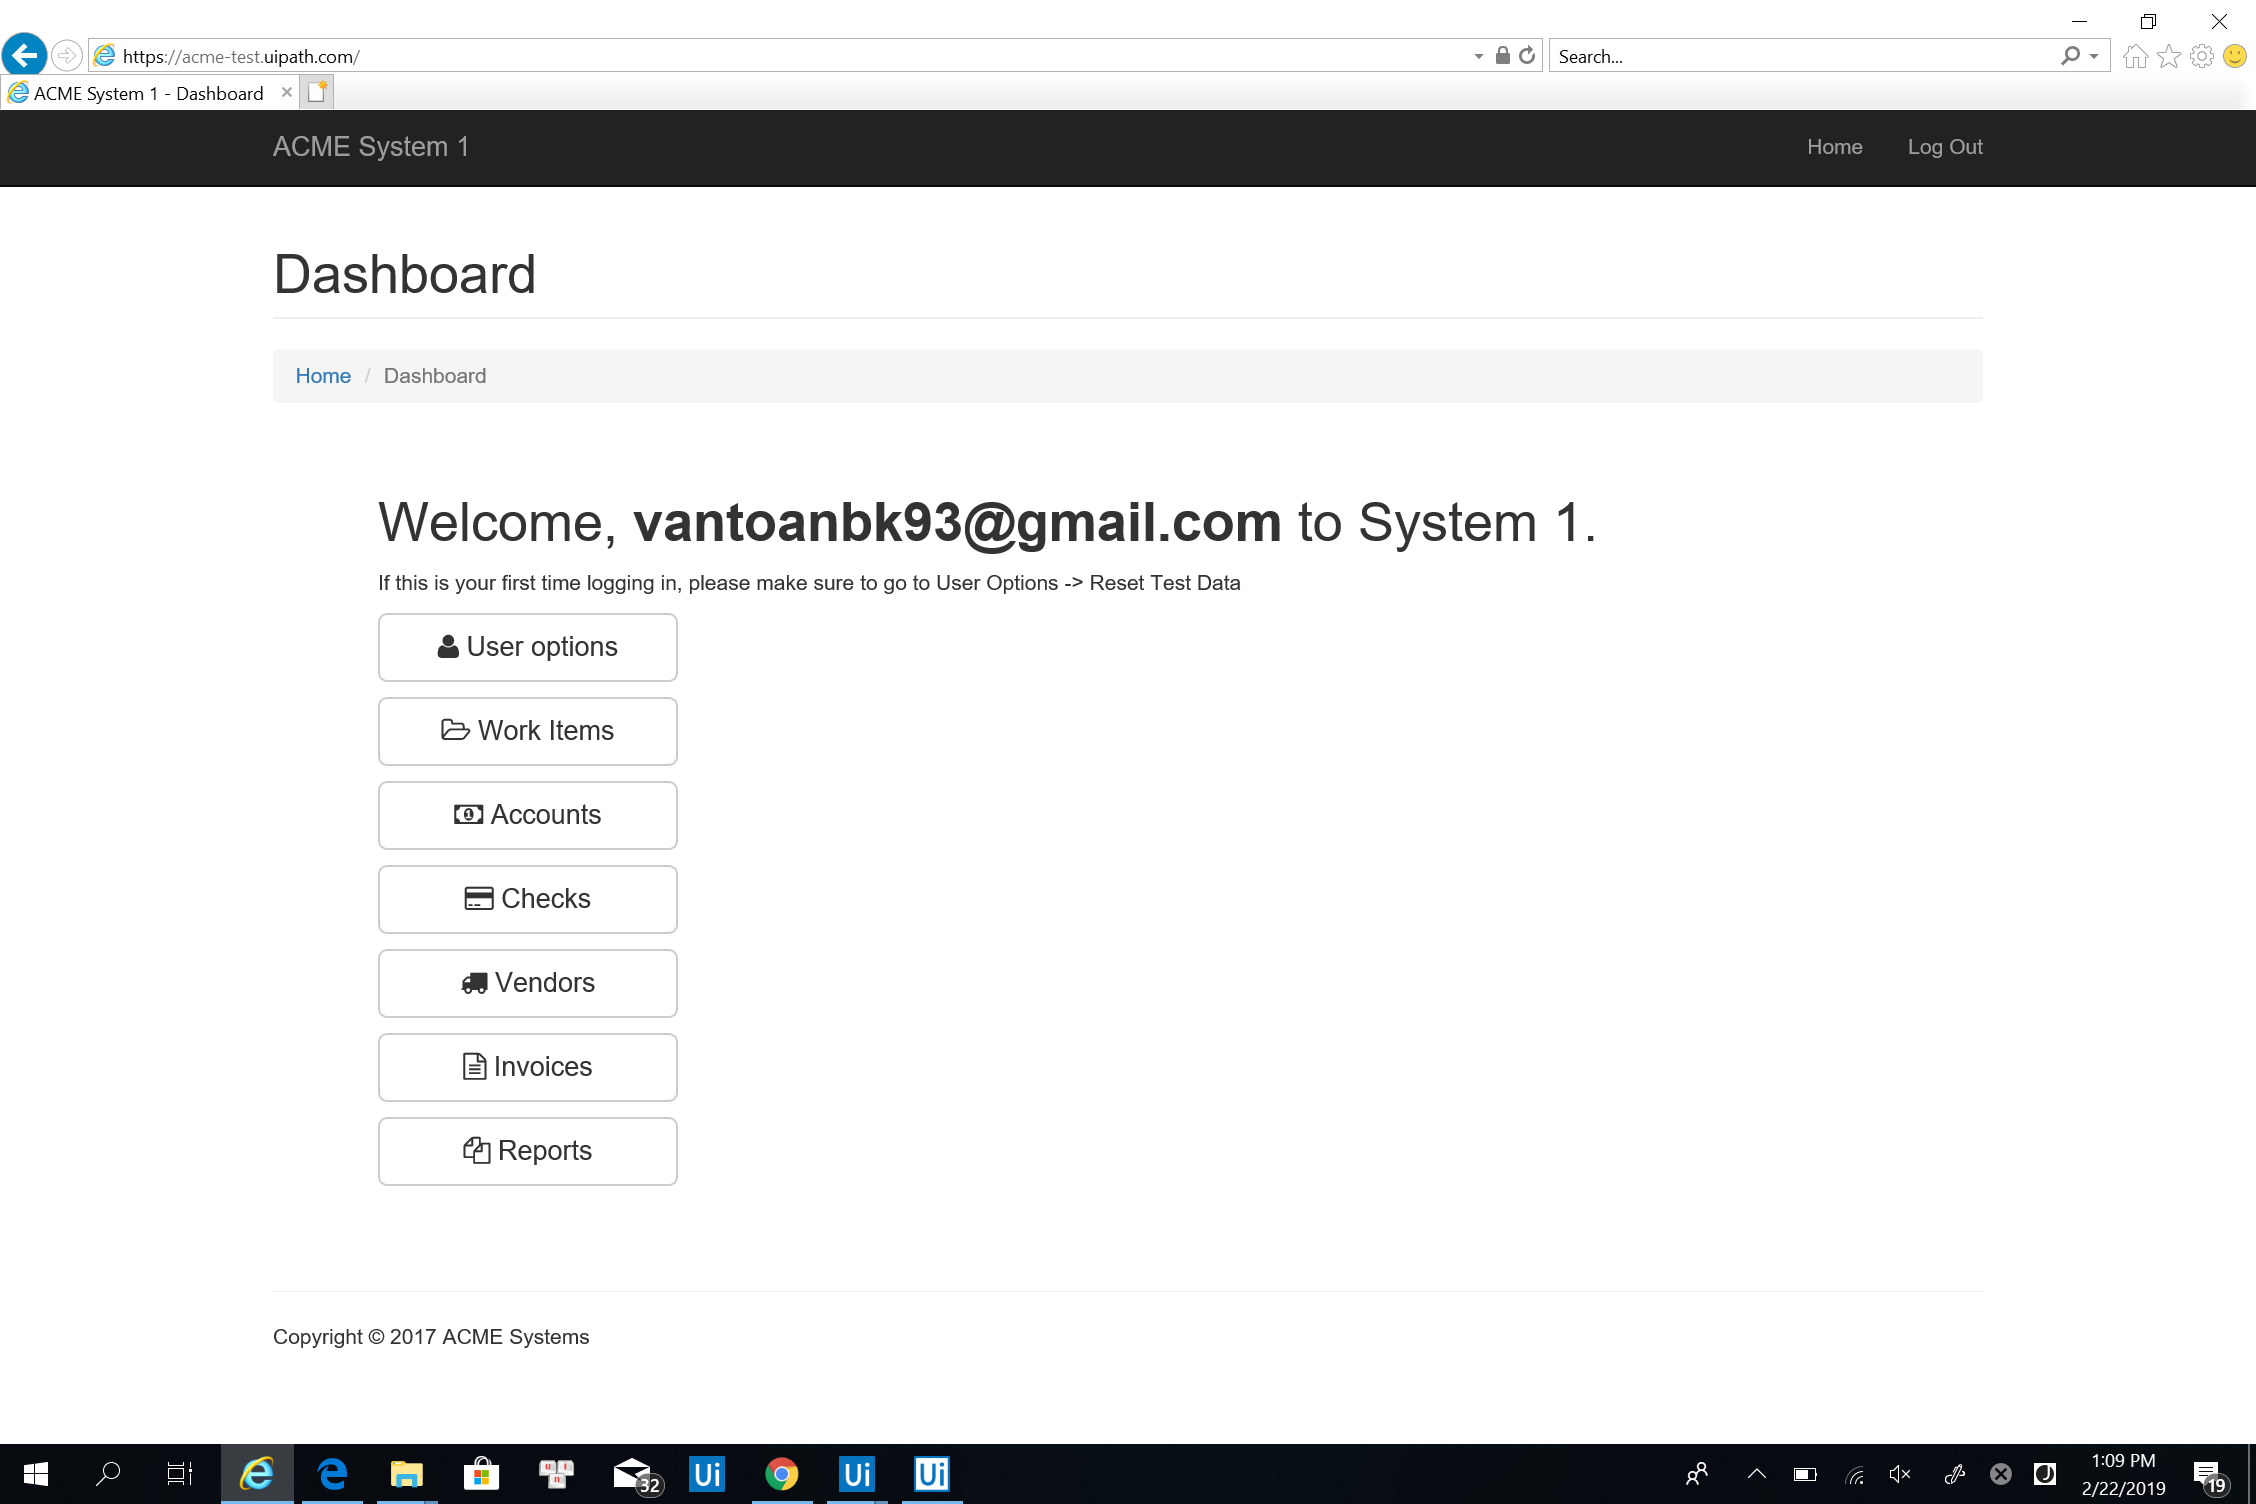 https://acme-test.uipath.com/
Search...
ACME System 1 - Dashboard
ACME System 1
Home
Log Out
Dashboard
Home / Dashboard
Welcome, vantoanbk93@gmail.com to System 1.
If this is your first time logging in, please make sure to go to User Options -> Reset Test Data
User options
Work Items
Accounts
Checks
Vendors
Invoices
Reports
Copyright © 2017 ACME Systems
32
Ui
Ui
Ui
1:09 PM
2/22/2019
19